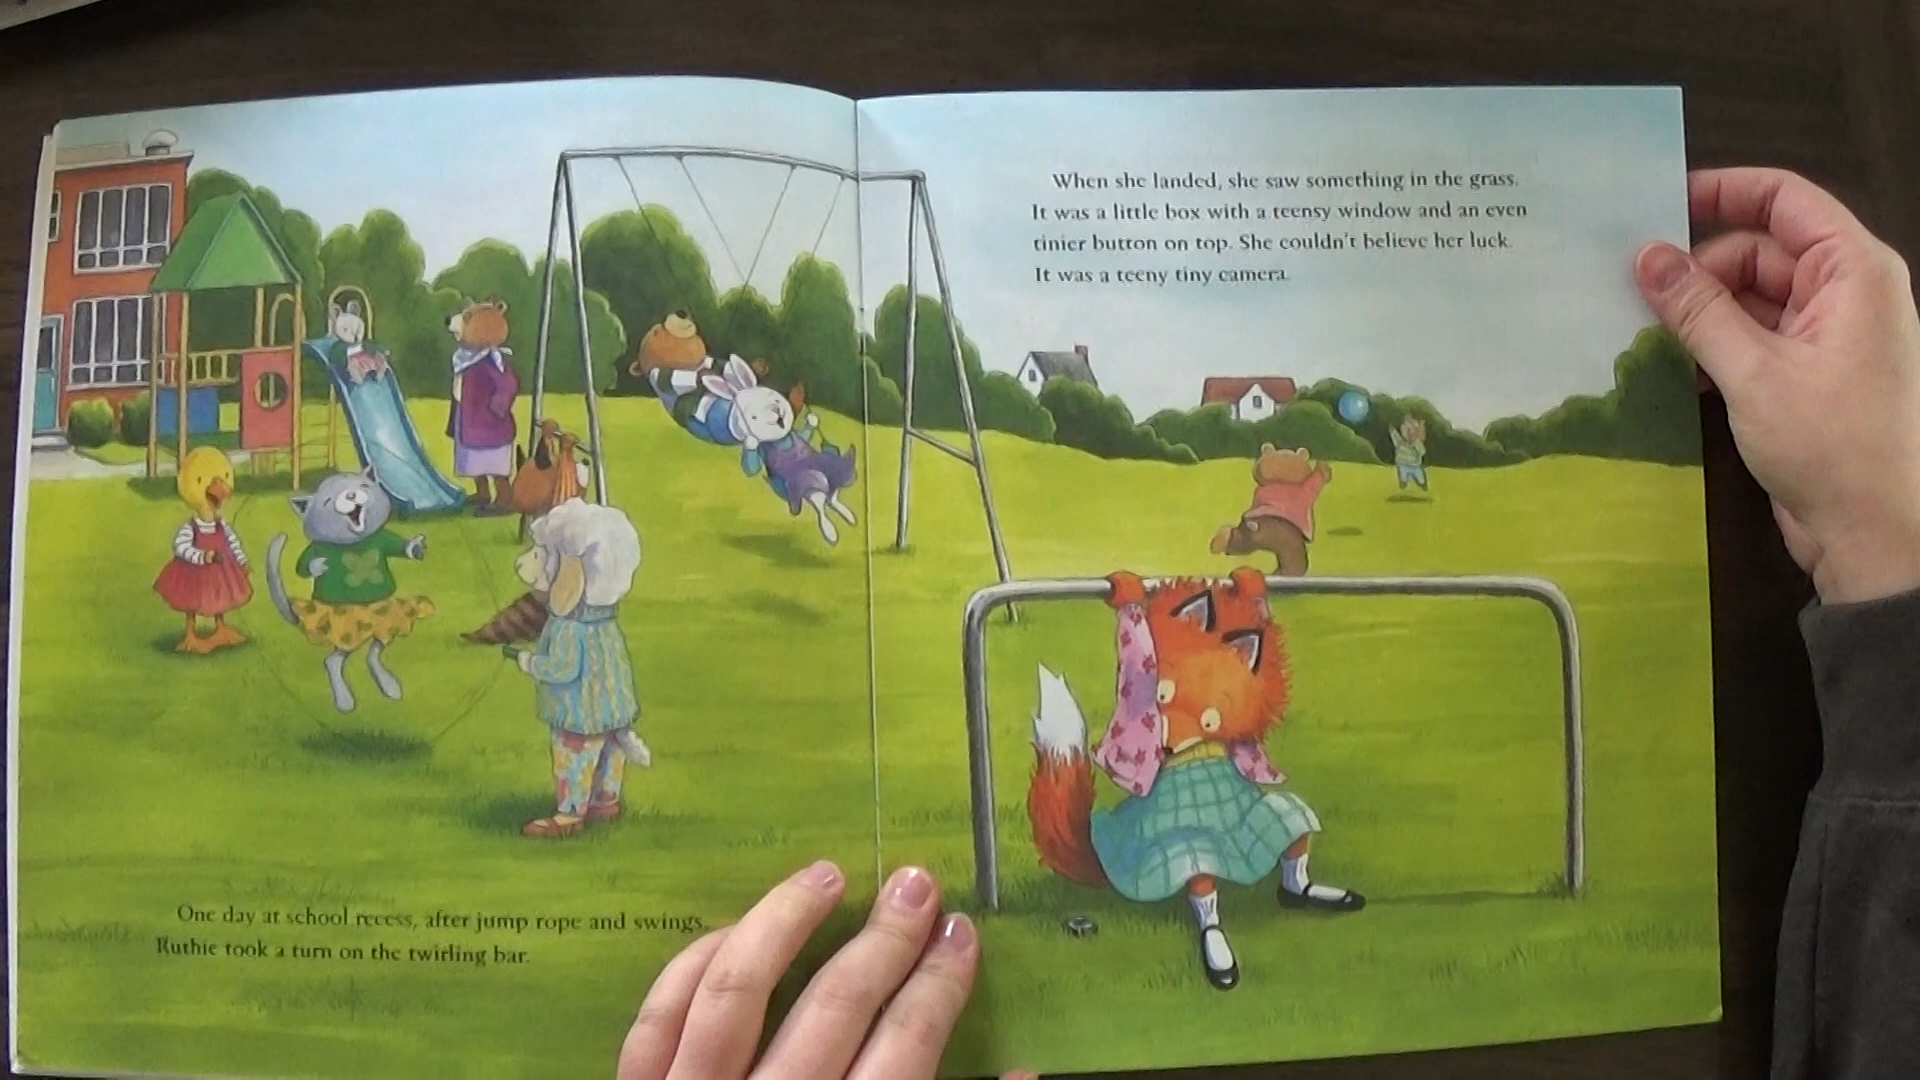 One day at school recess, after jump rope and swings,
Ruthie took a turn on the twirling bar.
When she landed, she saw something in the grass.
It was a little box with a teensy window and an even
tinier button on top. She couldn't believe her luck.
It was a teeny tiny camera.